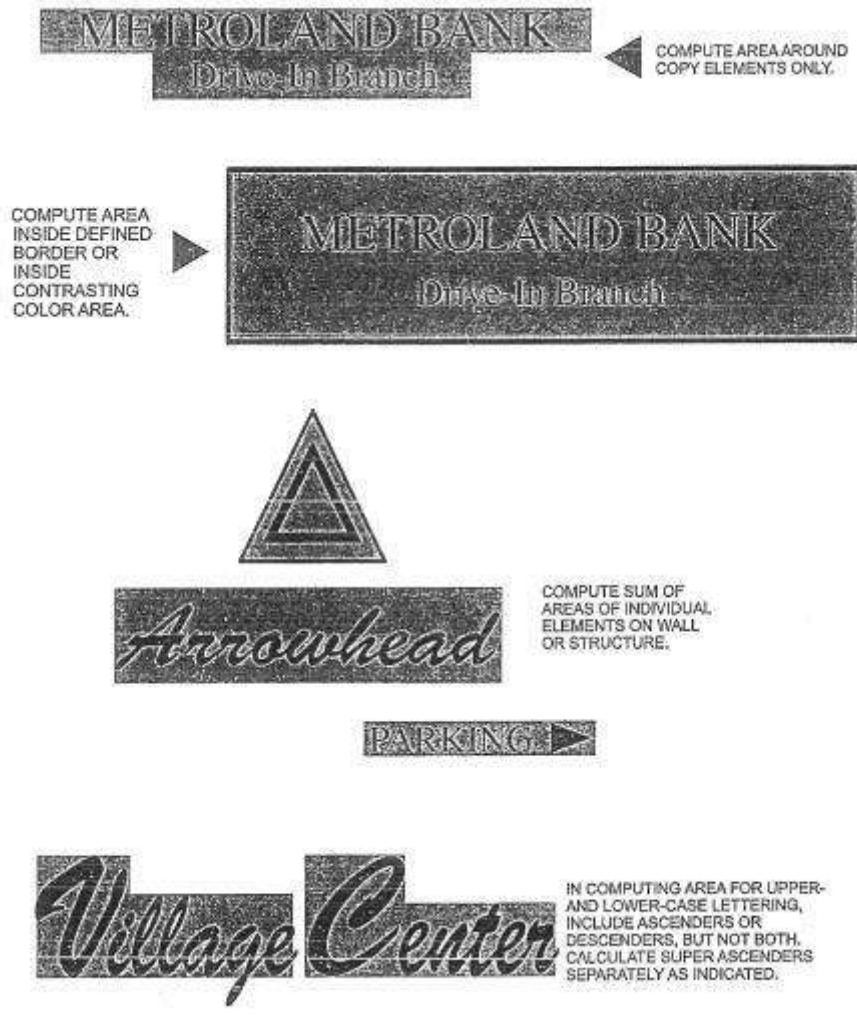 METROLAND BANK
Drive-In Branch
COMPUTE AREA AROUND
COPY ELEMENTS ONLY.
COMPUTE AREA
INSIDE DEFINED
BORDER OR
INSIDE
CONTRASTING
COLOR AREA.
METROLAND BANK
Drive-In Branch
Arrowhead
COMPUTE SUM OF
AREAS OF INDIVIDUAL
ELEMENTS ON WALL
OR STRUCTURE.
PARKING
Village Center
IN COMPUTING AREA FOR UPPER-
AND LOWER-CASE LETTERING,
INCLUDE ASCENDERS OR
DESCENDERS, BUT NOT BOTH.
CALCULATE SUPER ASCENDERS
SEPARATELY AS INDICATED.